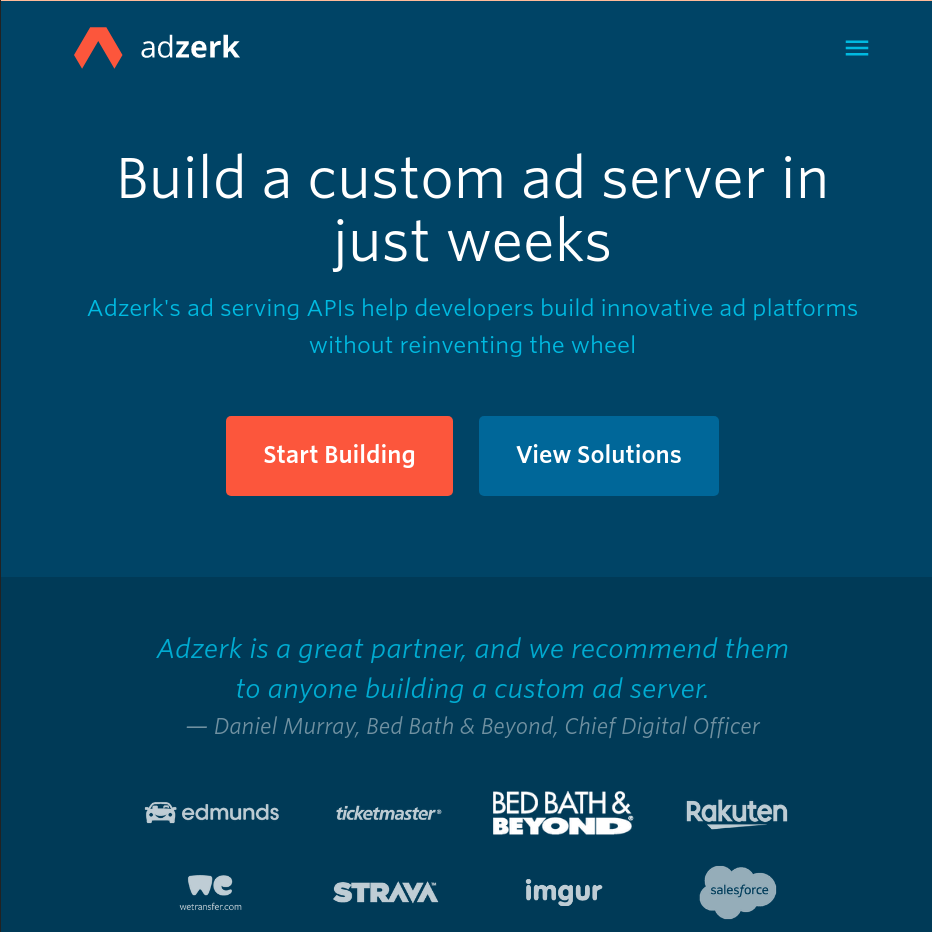 adzerk
Build a custom ad server in
just weeks
Adzerk's ad serving APIs help developers build innovative ad platforms
without reinventing the wheel
Start Building
View Solutions
Adzerk is a great partner, and we recommend them
to anyone building a custom ad server.
— Daniel Murray, Bed Bath & Beyond, Chief Digital Officer
edmunds
ticketmaster®
BED BATH &
BEYOND®
Rakuten
we
wetransfer.com
STRAVA™
imgur
salesforce